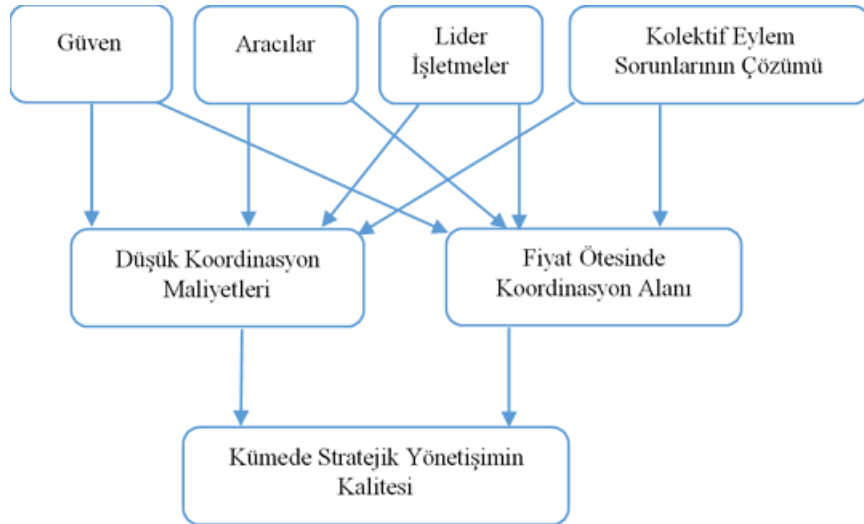 Güven
Aracılar
Lider
İşletmeler
Kolektif Eylem
Sorunlarının Çözümü
Düşük Koordinasyon
Maliyetleri
Fiyat Ötesinde
Koordinasyon Alanı
Kümede Stratejik Yönetişimin
Kalitesi